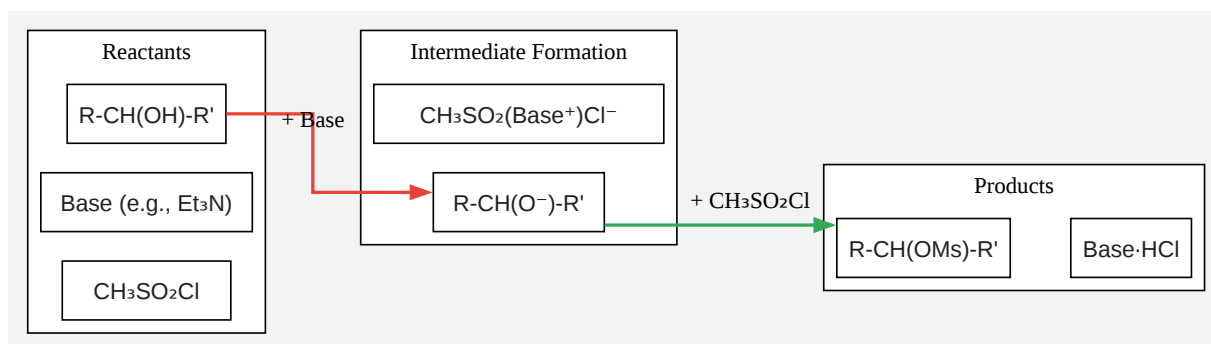 Reactants
R-CH(OH)-R'
Base (e.g., Et₃N)
CH₃SO₂Cl
+ Base
Intermediate Formation
CH₃SO₂(Base⁺)Cl⁻
R-CH(O⁻)-R'
+ CH₃SO₂Cl
Products
R-CH(OMs)-R'
Base·HCl